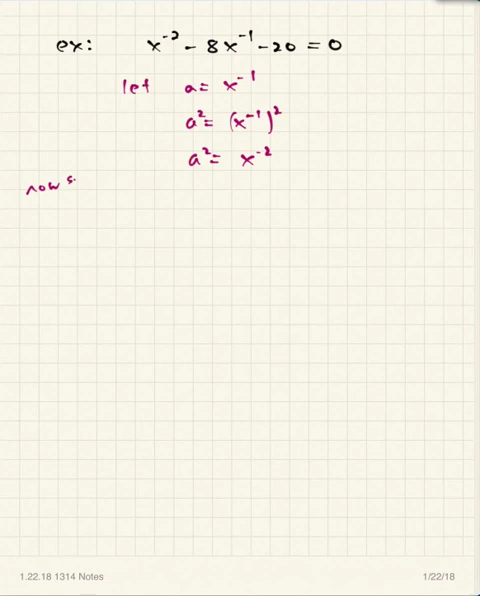 ex: x⁻² - 8x⁻¹ - 20 = 0
let a = x⁻¹
a² = (x⁻¹)²
a² = x⁻²
now s
1.22.18 1314 Notes 1/22/18